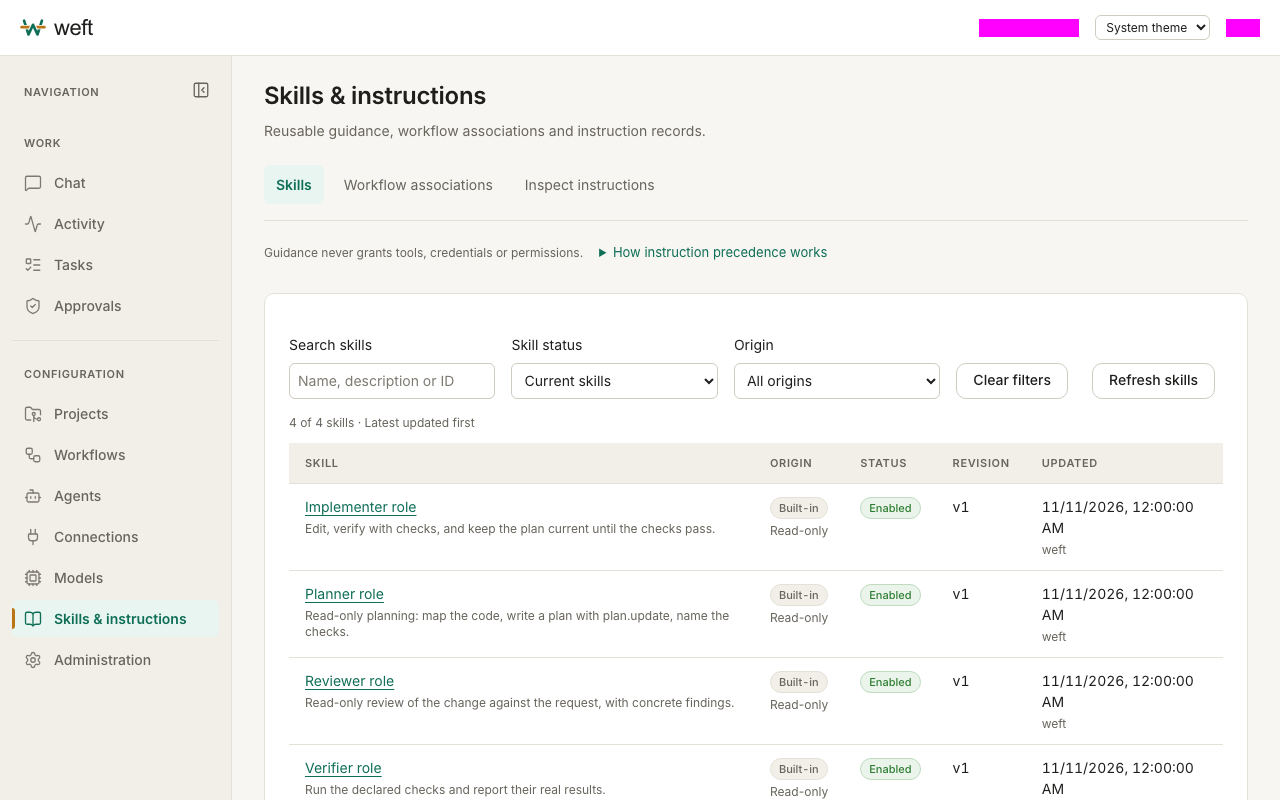 weft
System theme
NAVIGATION
WORK
Chat
Activity
Tasks
Approvals
CONFIGURATION
Projects
Workflows
Agents
Connections
Models
Skills & instructions
Administration
Skills & instructions
Reusable guidance, workflow associations and instruction records.
Skills
Workflow associations
Inspect instructions
Guidance never grants tools, credentials or permissions.
How instruction precedence works
Search skills
Skill status
Origin
Name, description or ID
Current skills
All origins
Clear filters
Refresh skills
4 of 4 skills · Latest updated first
SKILL
ORIGIN
STATUS
REVISION
UPDATED
Implementer role
Edit, verify with checks, and keep the plan current until the checks pass.
Built-in
Read-only
Enabled
v1
11/11/2026, 12:00:00
AM
weft
Planner role
Read-only planning: map the code, write a plan with plan.update, name the
checks.
Built-in
Read-only
Enabled
v1
11/11/2026, 12:00:00
AM
weft
Reviewer role
Read-only review of the change against the request, with concrete findings.
Built-in
Read-only
Enabled
v1
11/11/2026, 12:00:00
AM
weft
Verifier role
Run the declared checks and report their real results.
Built-in
Read-only
Enabled
v1
11/11/2026, 12:00:00
AM